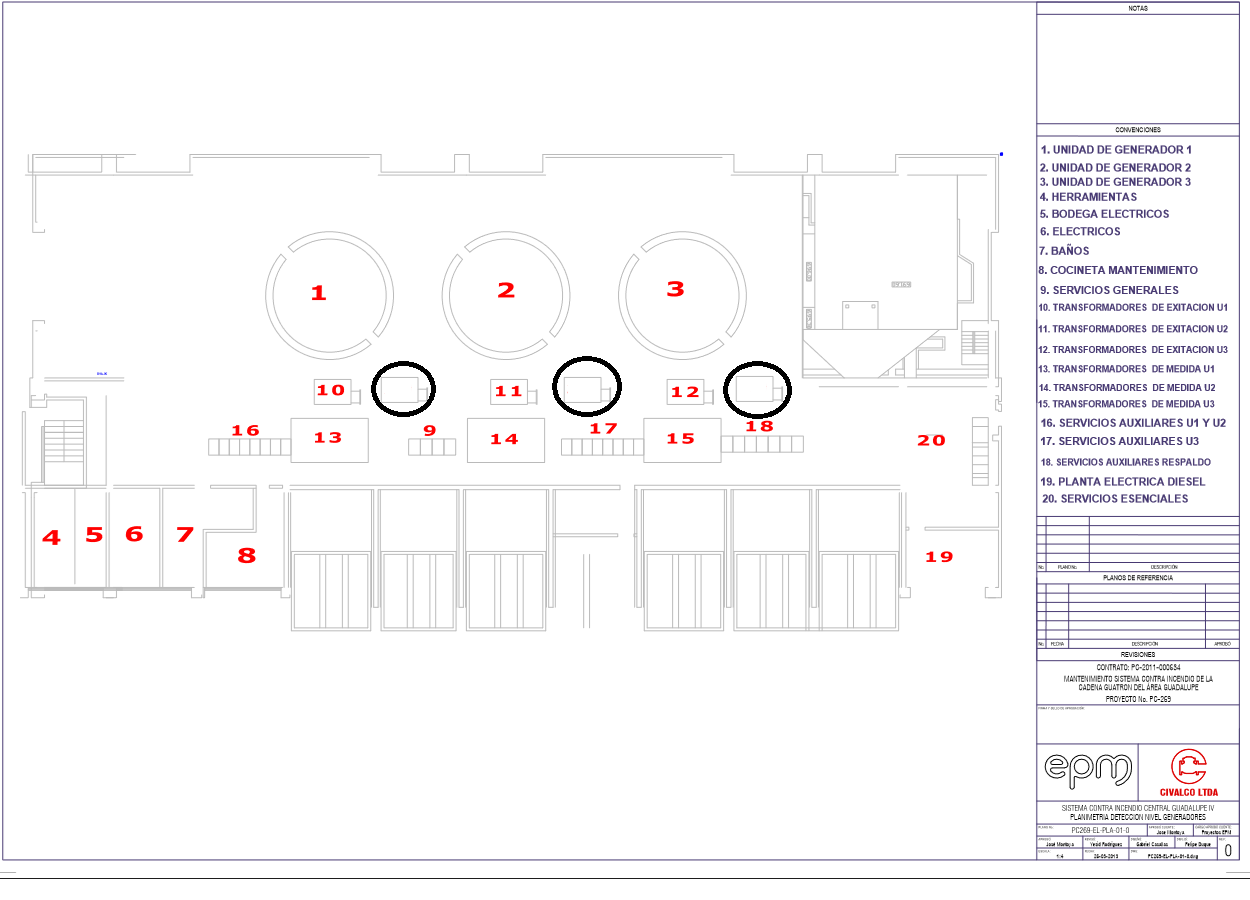 NOTAS
CONVENCIONES
1. UNIDAD DE GENERADOR 1
2. UNIDAD DE GENERADOR 2
3. UNIDAD DE GENERADOR 3
4. HERRAMIENTAS
5. BODEGA ELECTRICOS
6. ELECTRICOS
7. BAÑOS
8. COCINETA MANTENIMIENTO
9. SERVICIOS GENERALES
10. TRANSFORMADORES DE EXITACION U1
11. TRANSFORMADORES DE EXITACION U2
12. TRANSFORMADORES DE EXITACION U3
13. TRANSFORMADORES DE MEDIDA U1
14. TRANSFORMADORES DE MEDIDA U2
15. TRANSFORMADORES DE MEDIDA U3
16. SERVICIOS AUXILIARES U1 Y U2
17. SERVICIOS AUXILIARES U3
18. SERVICIOS AUXILIARES RESPALDO
19. PLANTA ELECTRICA DIESEL
20. SERVICIOS ESENCIALES
1
2
3
10
11
12
16
13
9
14
17
15
18
20
4
5
6
7
8
19
No. PLANO No. DESCRIPCIÓN
PLANOS DE REFERENCIA
No. FECHA DESCRIPCIÓN APROBÓ
REVISIONES
CONTRATO: PC-2011-000634
MANTENIMIENTO SISTEMA CONTRA INCENDIO DE LA
CADENA GUATRON DEL ÁREA GUADALUPE
PROYECTO No. PC-269
epm
CIVALCO LTDA
SISTEMA CONTRA INCENDIO CENTRAL GUADALUPE IV
PLANIMETRIA DETECCION NIVEL GENERADORES
PC269-EL-PLA-01-0
José Montoya
Proyectos EPM
José Montoya
Yesid Rodriguez
Gabriel Casallas
Felipe Duque
0
PC269-EL-PLA-01-0.dwg